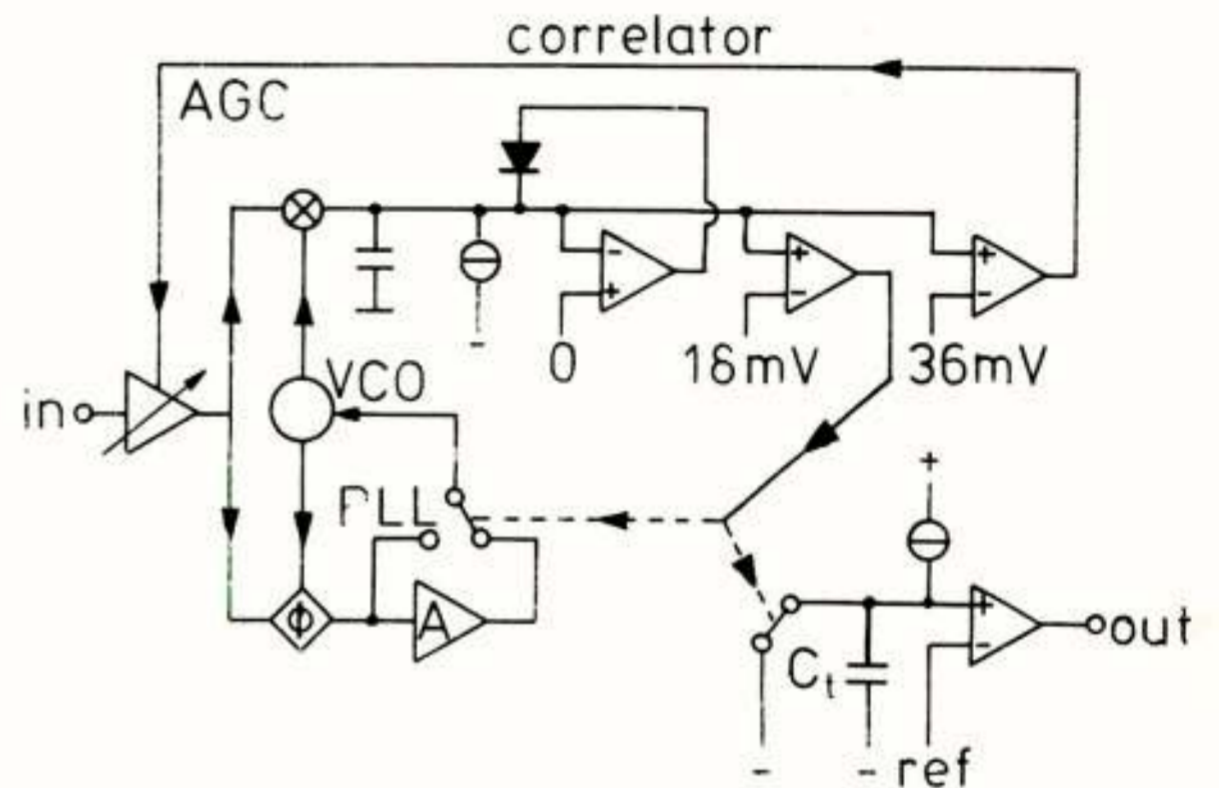 correlator
AGC
-
+
+
-
+
-
-
0
18mV
36mV
in
VCO
PLL
+
Φ
A
+
-
out
Ct
-
-
ref